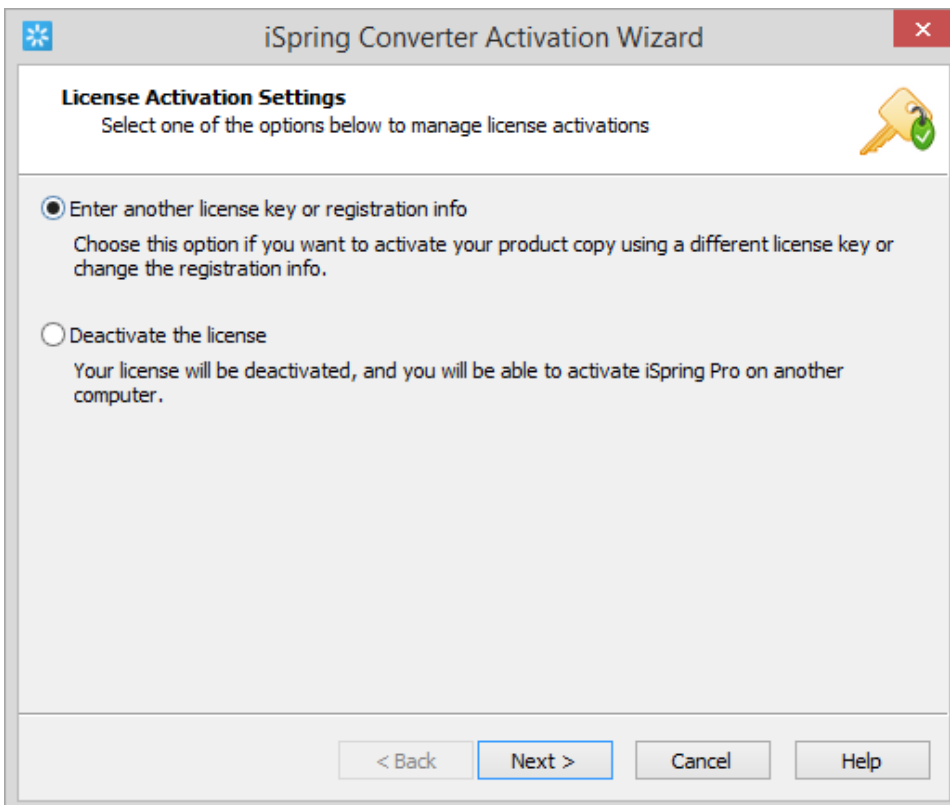 iSpring Converter Activation Wizard
License Activation Settings
Select one of the options below to manage license activations
Enter another license key or registration info
Choose this option if you want to activate your product copy using a different license key or
change the registration info.
Deactivate the license
Your license will be deactivated, and you will be able to activate iSpring Pro on another
computer.
< Back Next > Cancel Help